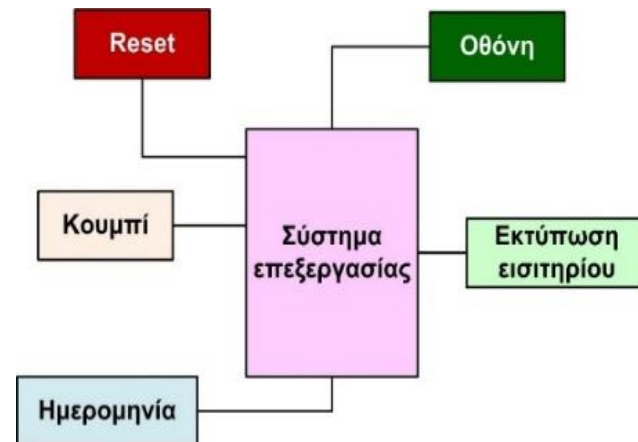 Reset
Οθόνη
Κουμπί
Σύστημα
επεξεργασίας
Εκτύπωση
εισιτηρίου
Ημερομηνία